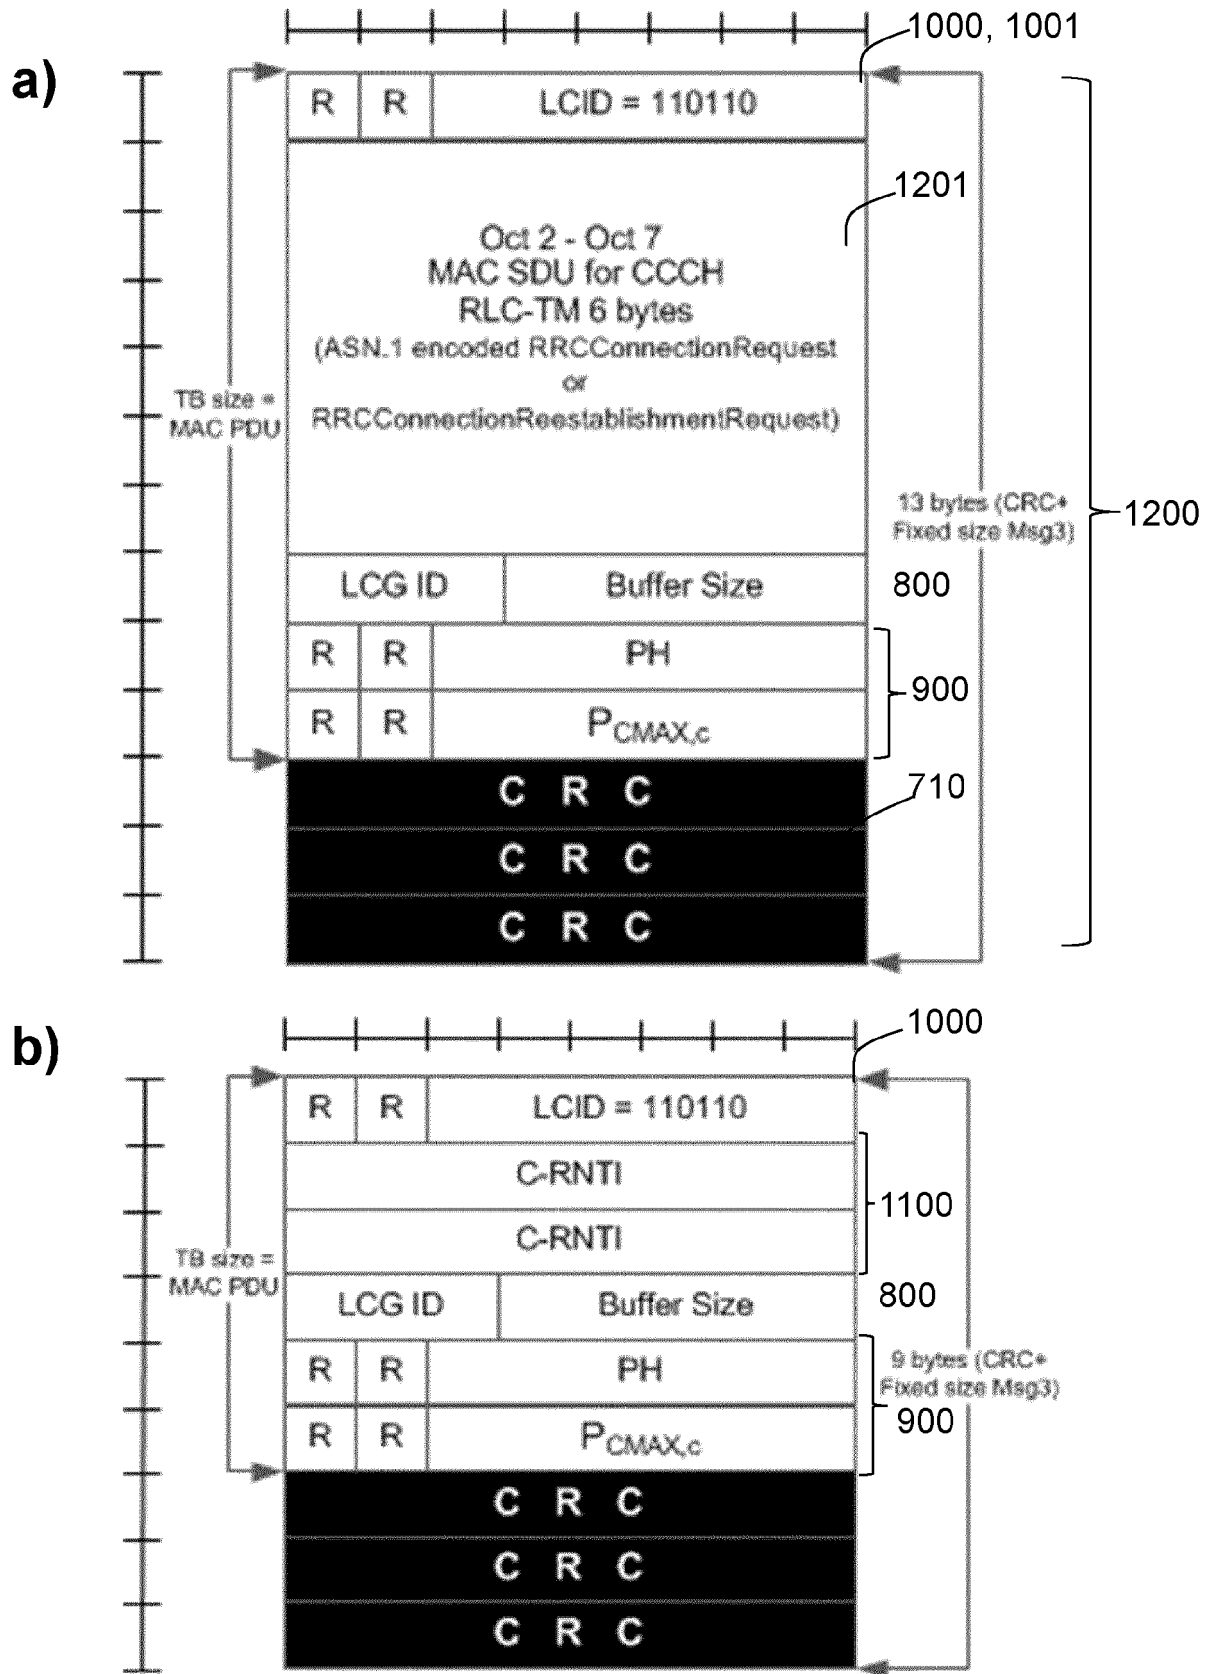 1000, 1001
a)
R R LCID = 110110
1201
Oct 2 - Oct 7
MAC SDU for CCCH
RLC-TM 6 bytes
(ASN.1 encoded RRCConnectionRequest
or
RRCConnectionReestablishmentRequest)
TB size =
MAC PDU
13 bytes (CRC+
Fixed size Msg3)
1200
LCG ID Buffer Size 800
R R PH
900
R R PCMAX,c
C R C 710
C R C
C R C
b)
1000
R R LCID = 110110
C-RNTI
1100
C-RNTI
TB size =
MAC PDU
LCG ID Buffer Size 800
R R PH
9 bytes (CRC+
Fixed size Msg3)
900
R R PCMAX,c
C R C
C R C
C R C